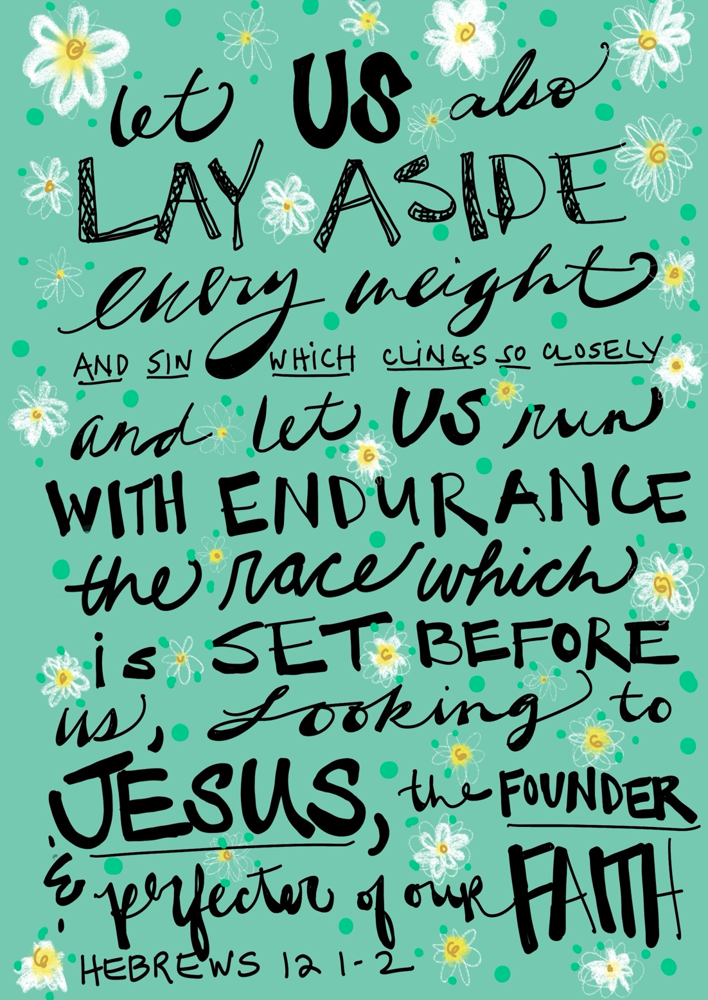 let US also
LAY ASIDE
every weight
AND SIN WHiCH CLiNGS SO CLOSELY
and let US run
WITH ENDURANCE
the race which
is SET BEFORE
us, Looking to
JESUS, the FOUNDER
& perfecter of our FAITH
HEBREWS 12 1-2